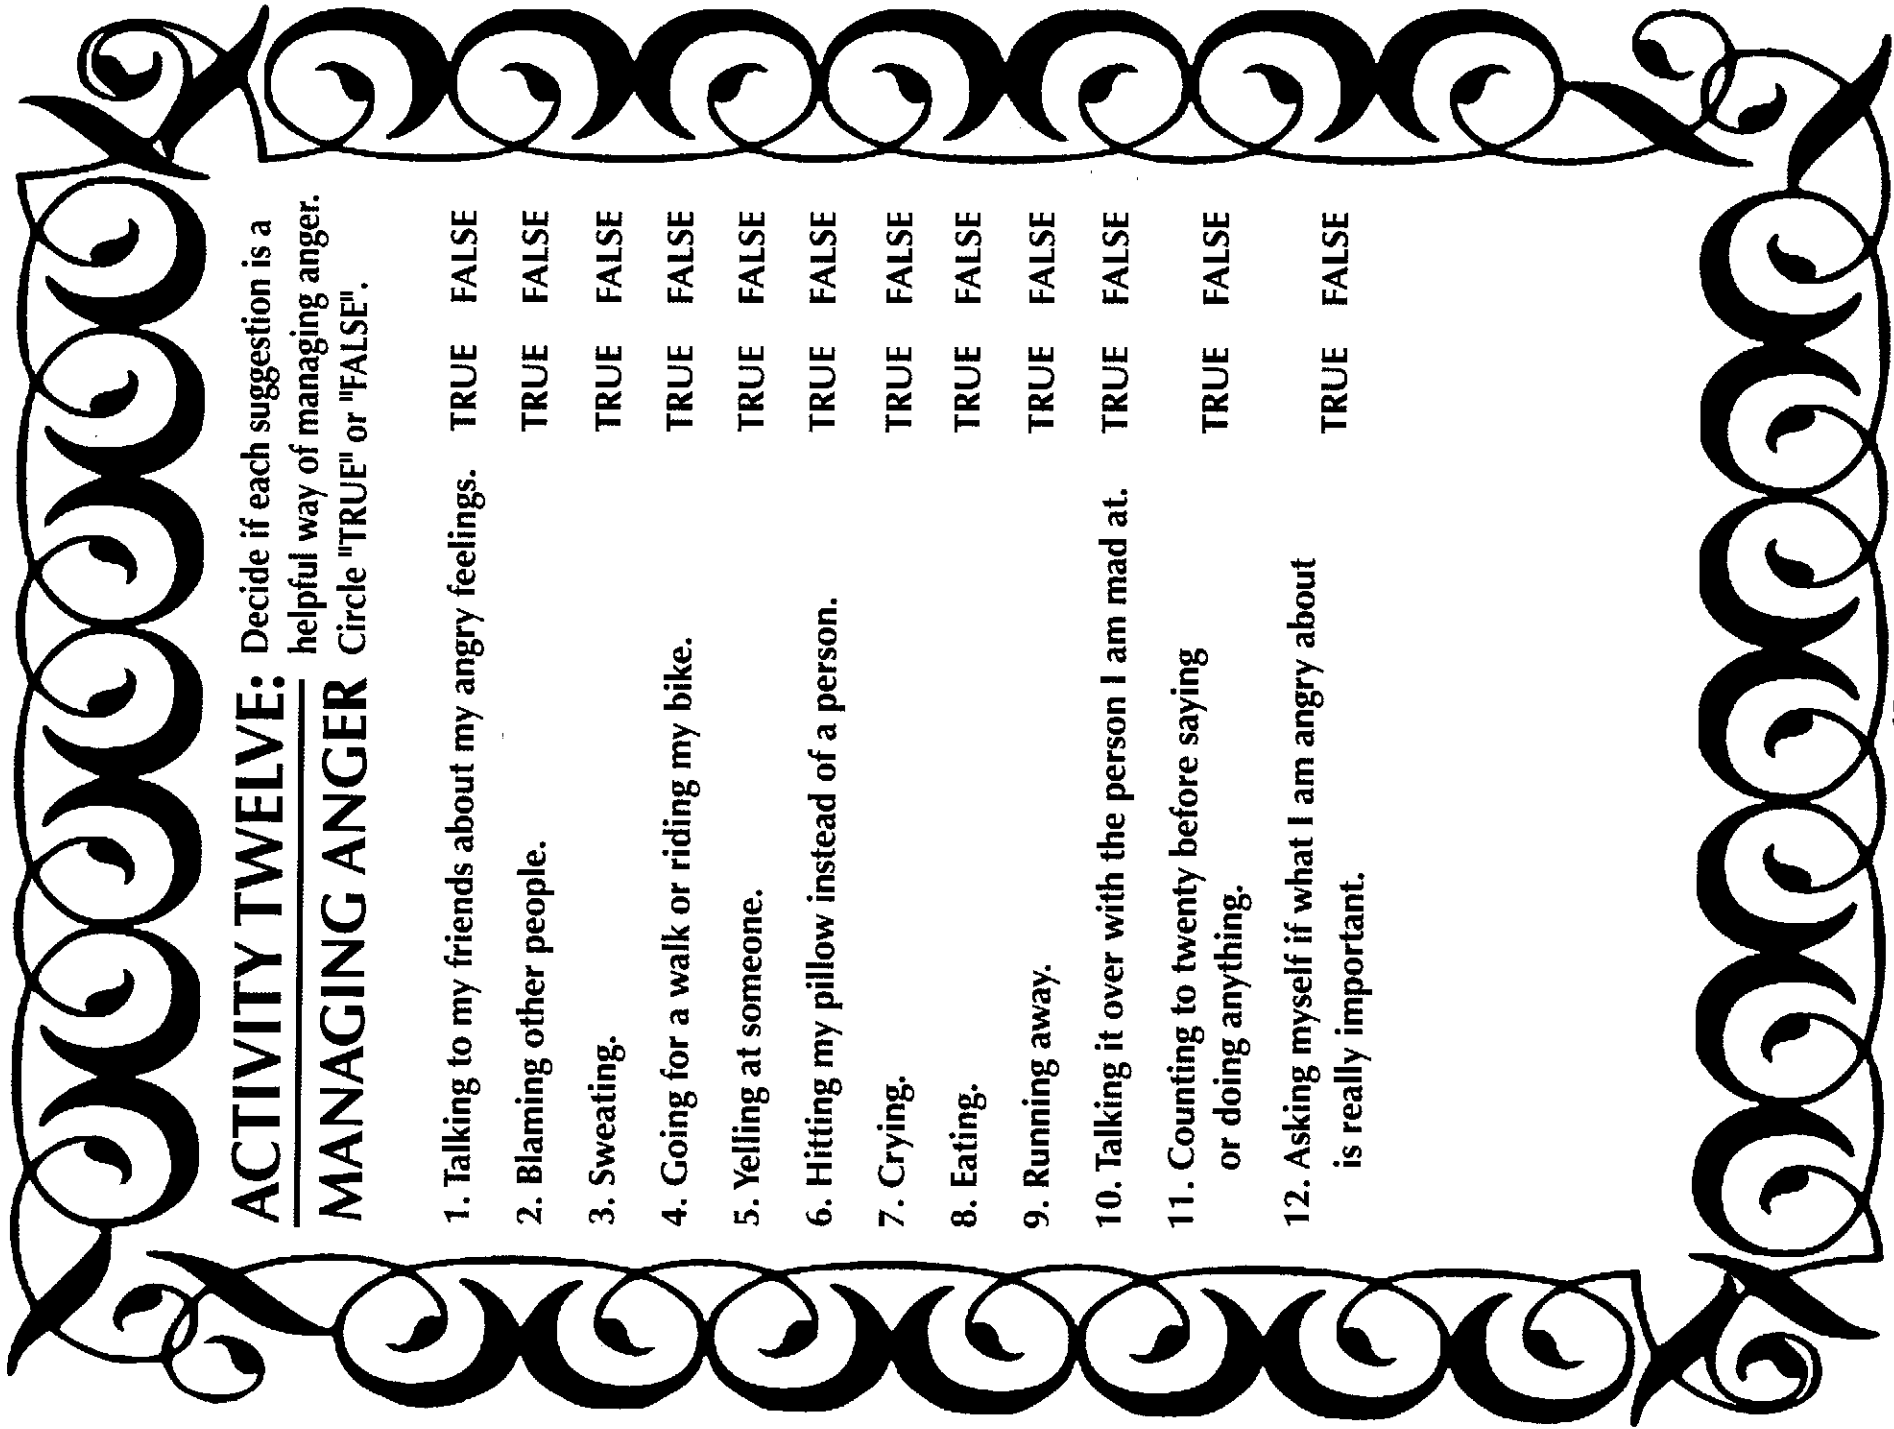 ACTIVITY TWELVE:
MANAGING ANGER
Decide if each suggestion is a
helpful way of managing anger.
Circle "TRUE" or "FALSE".
1. Talking to my friends about my angry feelings. TRUE FALSE
2. Blaming other people. TRUE FALSE
3. Sweating. TRUE FALSE
4. Going for a walk or riding my bike. TRUE FALSE
5. Yelling at someone. TRUE FALSE
6. Hitting my pillow instead of a person. TRUE FALSE
7. Crying. TRUE FALSE
8. Eating. TRUE FALSE
9. Running away. TRUE FALSE
10. Talking it over with the person I am mad at. TRUE FALSE
11. Counting to twenty before saying
or doing anything. TRUE FALSE
12. Asking myself if what I am angry about
is really important. TRUE FALSE